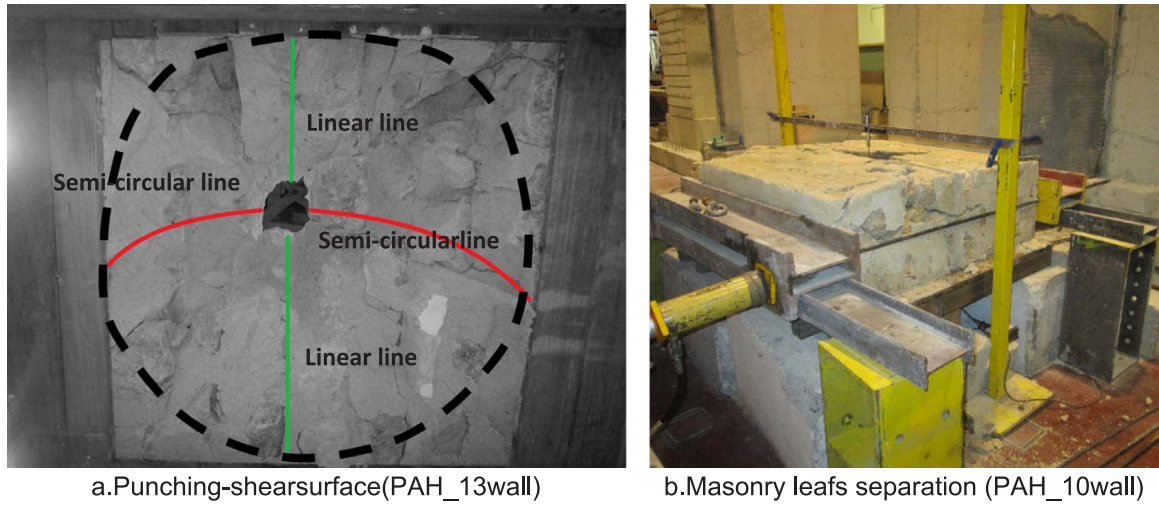 Linear line
Semi-circular line
Semi-circularline
Linear line
a.Punching-shearsurface(PAH_13wall)
b.Masonry leafs separation (PAH_10wall)